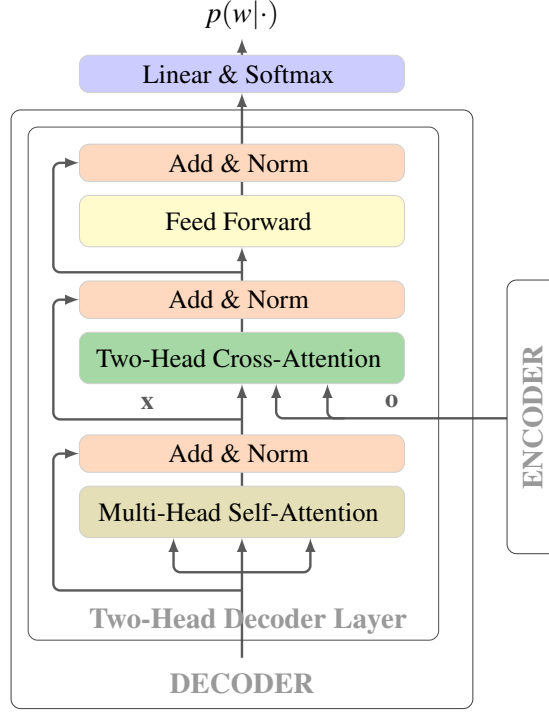 p(w|·)
Linear & Softmax
Add & Norm
Feed Forward
Add & Norm
Two-Head Cross-Attention
x
o
Add & Norm
Multi-Head Self-Attention
Two-Head Decoder Layer
DECODER
ENCODER